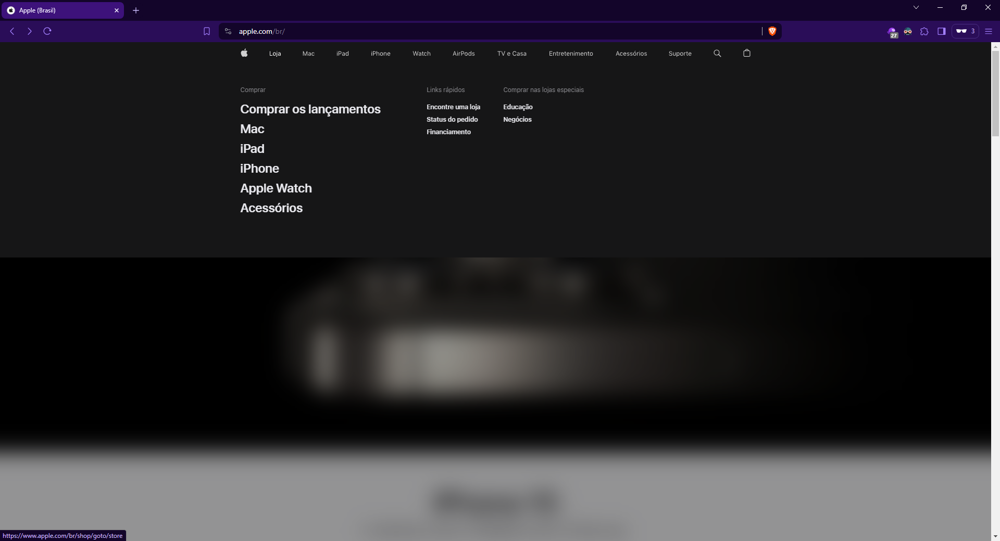 Apple (Brasil)
apple.com/br/
27
3
Loja Mac iPad iPhone Watch AirPods TV e Casa Entretenimento Acessórios Suporte
Comprar
Comprar os lançamentos
Mac
iPad
iPhone
Apple Watch
Acessórios
Links rápidos
Encontre uma loja
Status do pedido
Financiamento
Comprar nas lojas especiais
Educação
Negócios
https://www.apple.com/br/shop/goto/store